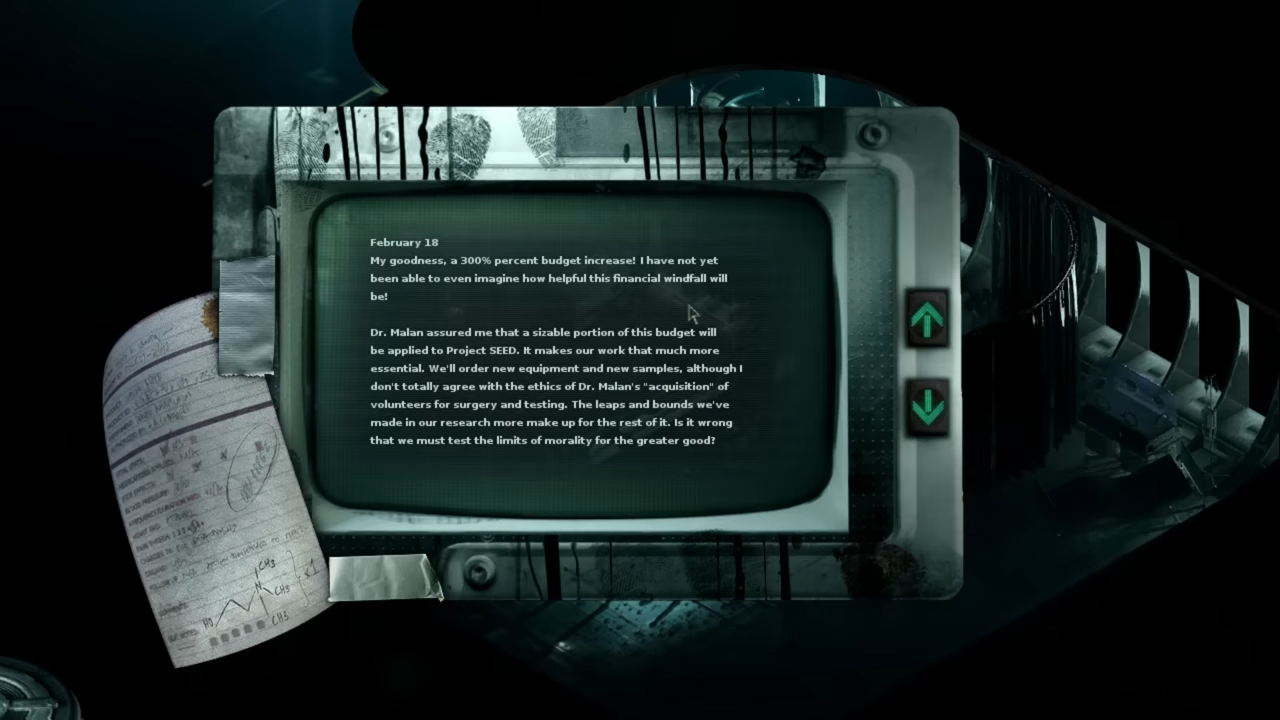 February 18
My goodness, a 300% percent budget increase! I have not yet
been able to even imagine how helpful this financial windfall will
be!
Dr. Malan assured me that a sizable portion of this budget will
be applied to Project SEED. It makes our work that much more
essential. We'll order new equipment and new samples, although I
don't totally agree with the ethics of Dr. Malan's "acquisition" of
volunteers for surgery and testing. The leaps and bounds we've
made in our research more make up for the rest of it. Is it wrong
that we must test the limits of morality for the greater good?
CH3
N
CH3
HO
CH3
x1